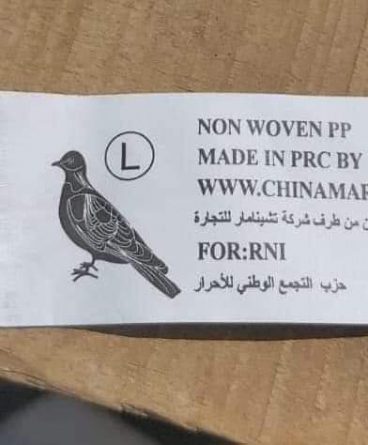 L
NON WOVEN PP
MADE IN PRC BY
WWW.CHINAMAR
من طرف شركة تشينامار للتجارة
FOR:RNI
حزب التجمع الوطني للأحرار